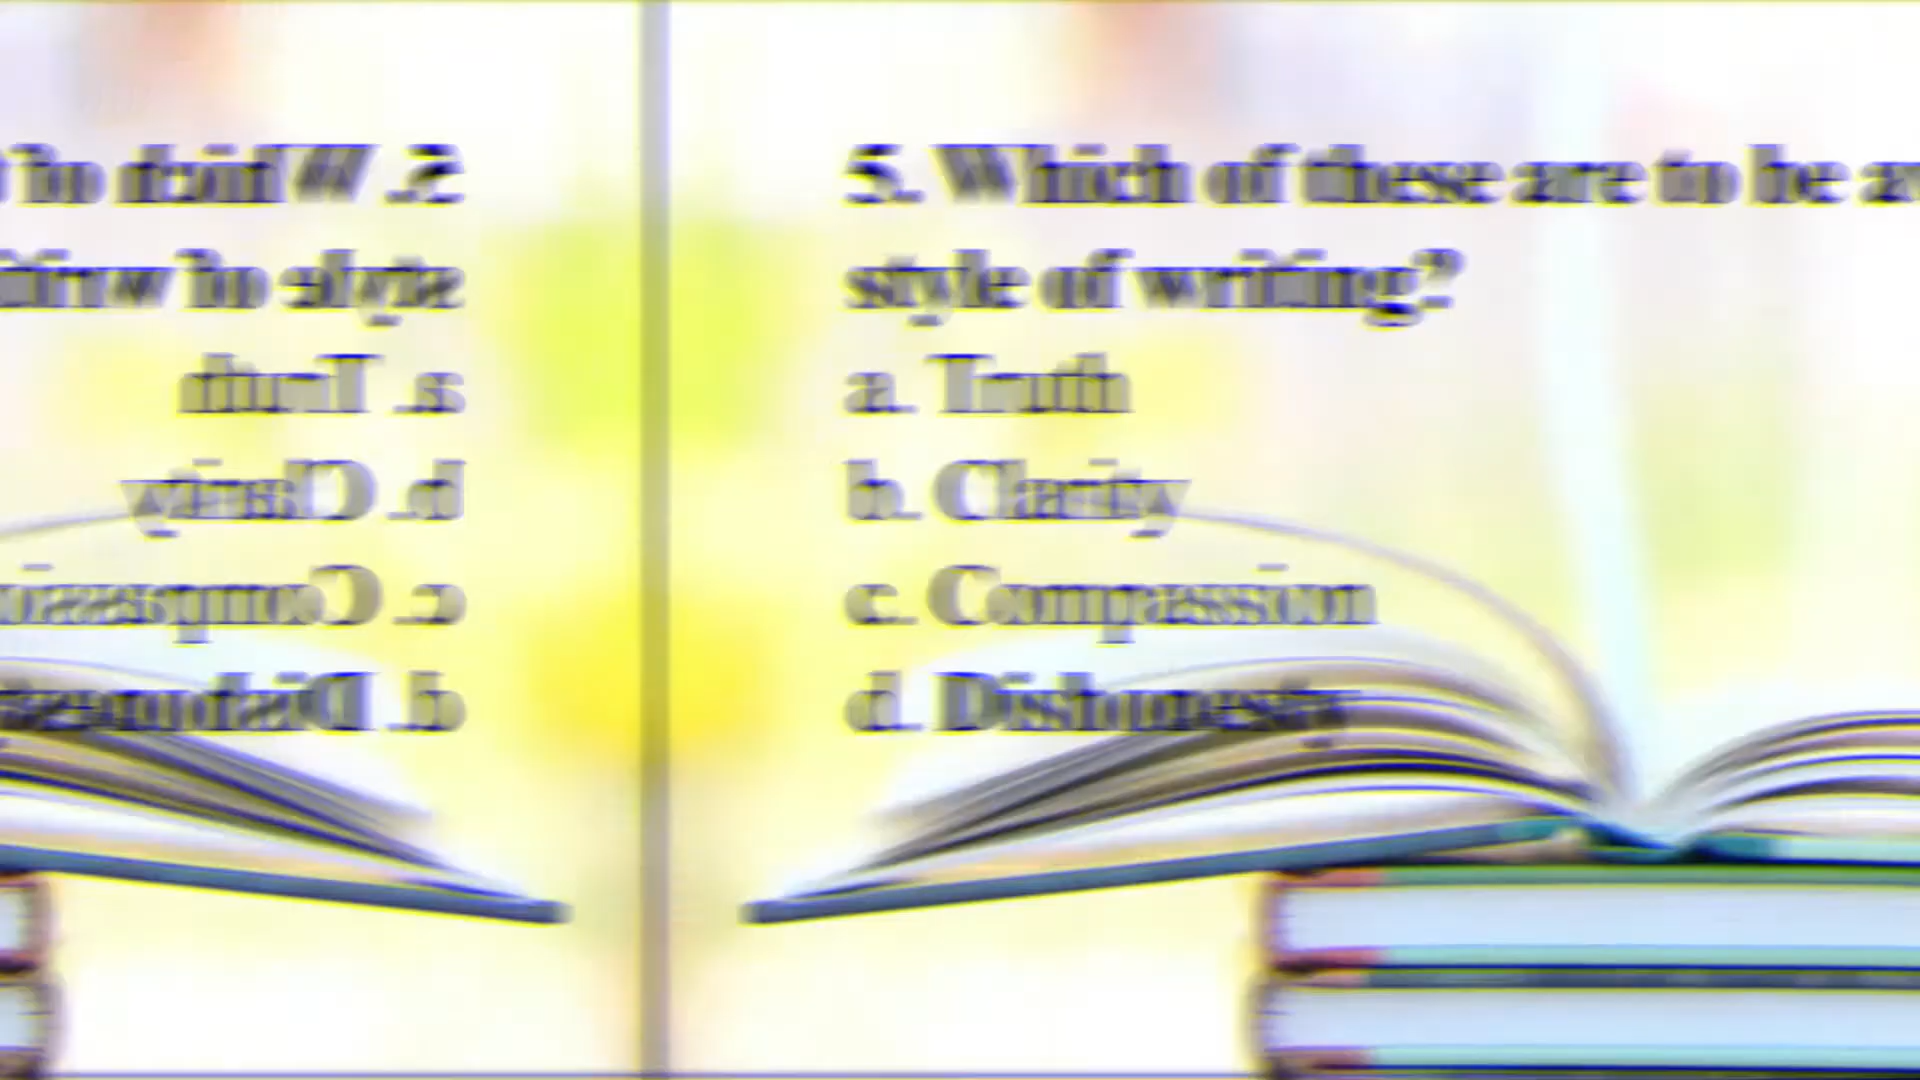 5. Which of these are to be
style of writing?
a. Truth
b. Clarity
c. Compassion
d. Dishonesty